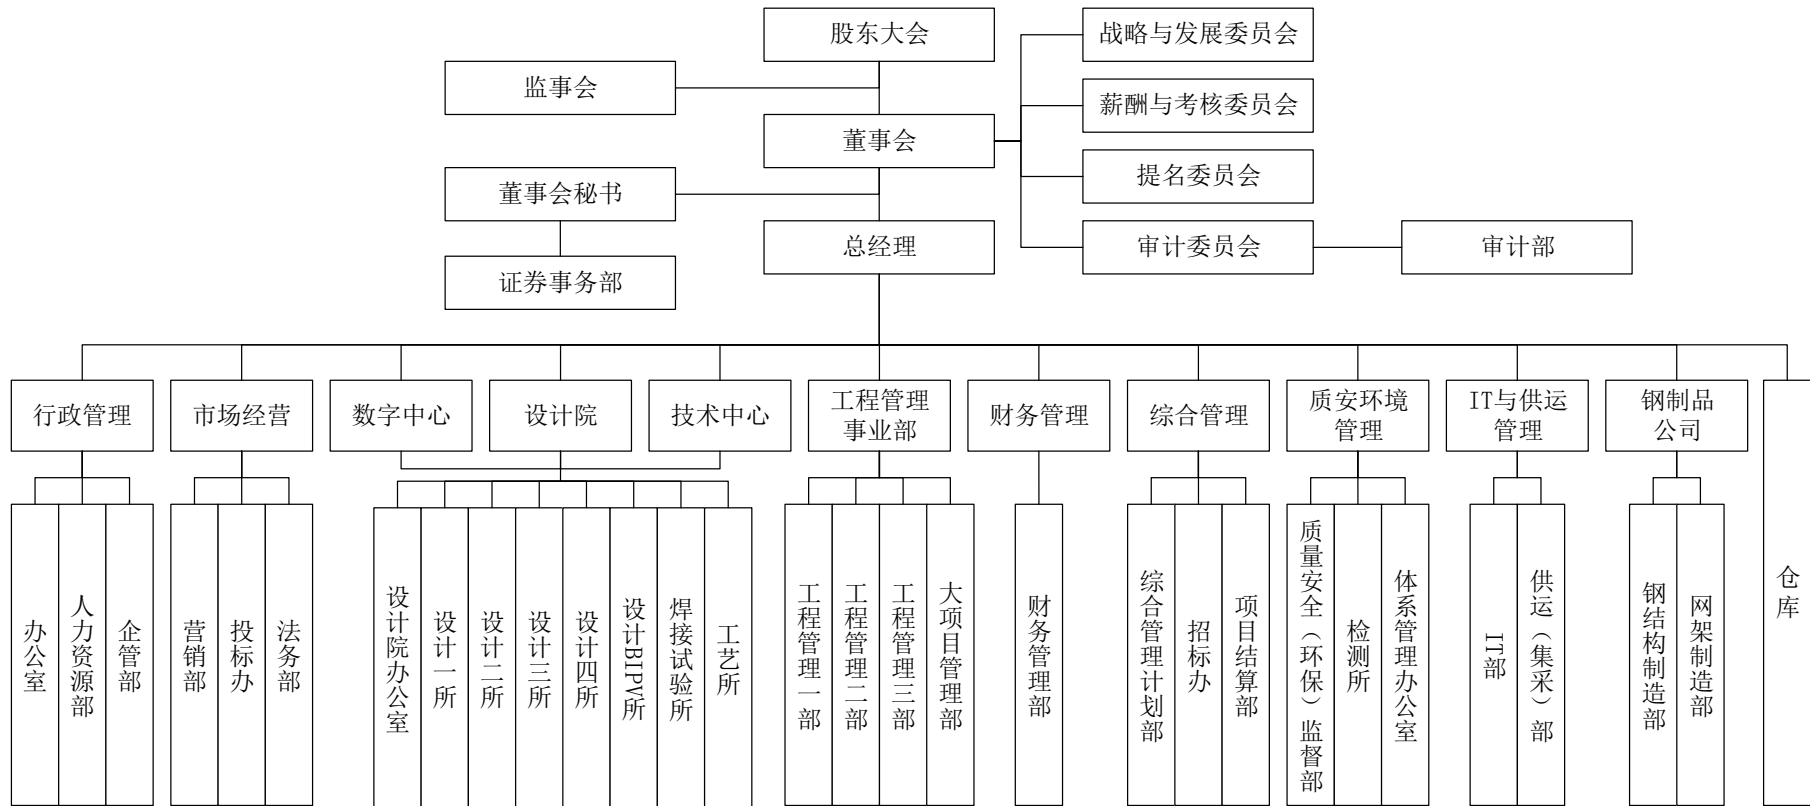 股东大会
战略与发展委员会
监事会
薪酬与考核委员会
董事会
提名委员会
董事会秘书
总经理
审计委员会
审计部
证券事务部
行政管理
市场经营
数字中心
设计院
技术中心
工程管理
事业部
财务管理
综合管理
质安环境
管理
IT与供运
管理
钢制品
公司
仓库
办公室
人力资源部
企管部
营销部
投标办
法务部
设计院办公室
设计一所
设计二所
设计三所
设计四所
设计BIPV所
焊接试验所
工艺所
工程管理一部
工程管理二部
工程管理三部
大项目管理部
财务管理部
综合管理计划部
招标办
项目结算部
质量安全（环保）监督部
检测所
体系管理办公室
IT部
供运（集采）部
钢结构制造部
网架制造部